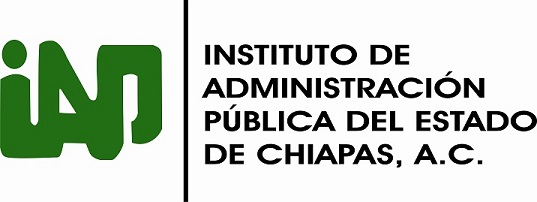 iAP
INSTITUTO DE
ADMINISTRACIÓN
PÚBLICA DEL ESTADO
DE CHIAPAS, A.C.